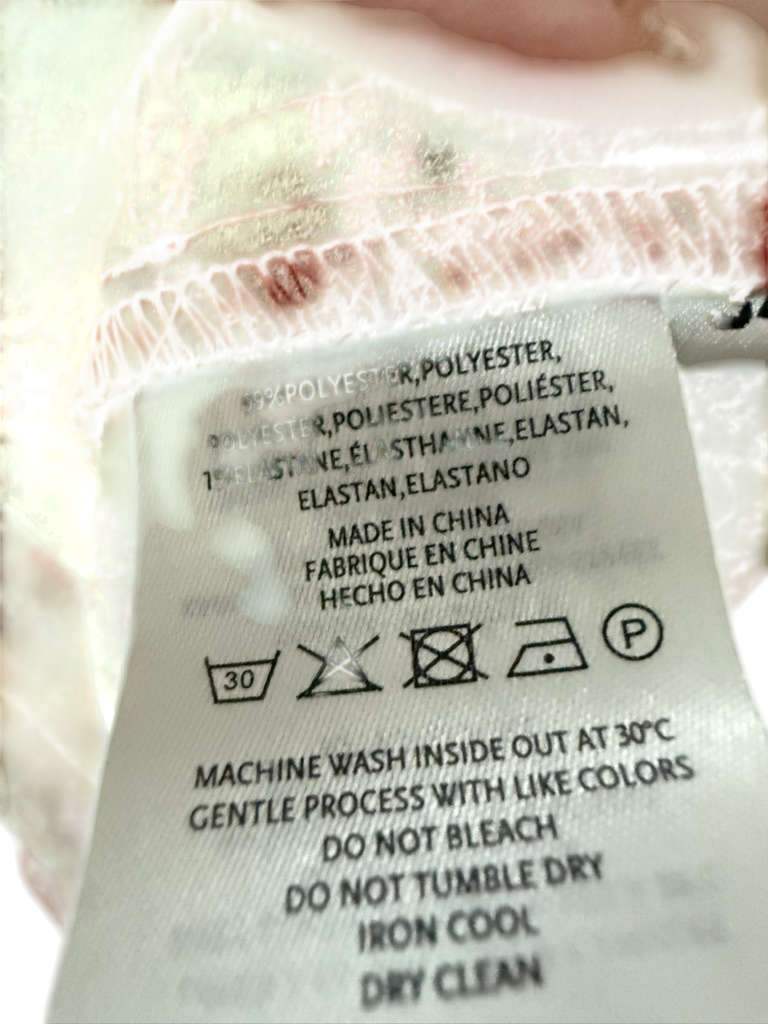 99%POLYESTER,POLYESTER,
POLYESTER,POLIESTERE,POLIÉSTER,
1%ELASTANE,ÉLASTHANNE,ELASTAN,
ELASTAN,ELASTANO
MADE IN CHINA
FABRIQUE EN CHINE
HECHO EN CHINA
30 P
MACHINE WASH INSIDE OUT AT 30°C
GENTLE PROCESS WITH LIKE COLORS
DO NOT BLEACH
DO NOT TUMBLE DRY
IRON COOL
DRY CLEAN